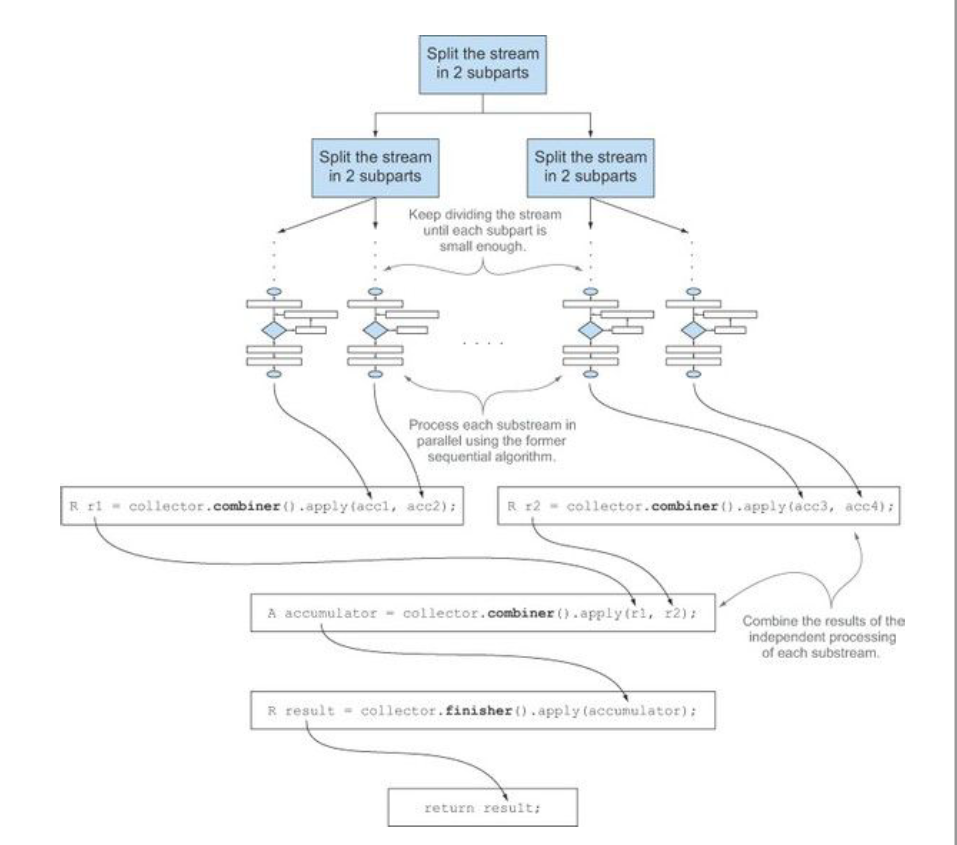 Split the stream
in 2 subparts
Split the stream
in 2 subparts
Split the stream
in 2 subparts
Keep dividing the stream
until each subpart is
small enough.
Process each substream in
parallel using the former
sequential algorithm.
R r1 = collector.combiner().apply(acc1, acc2);
R r2 = collector.combiner().apply(acc3, acc4);
A accumulator = collector.combiner().apply(r1, r2);
Combine the results of the
independent processing
of each substream.
R result = collector.finisher().apply(accumulator);
return result;